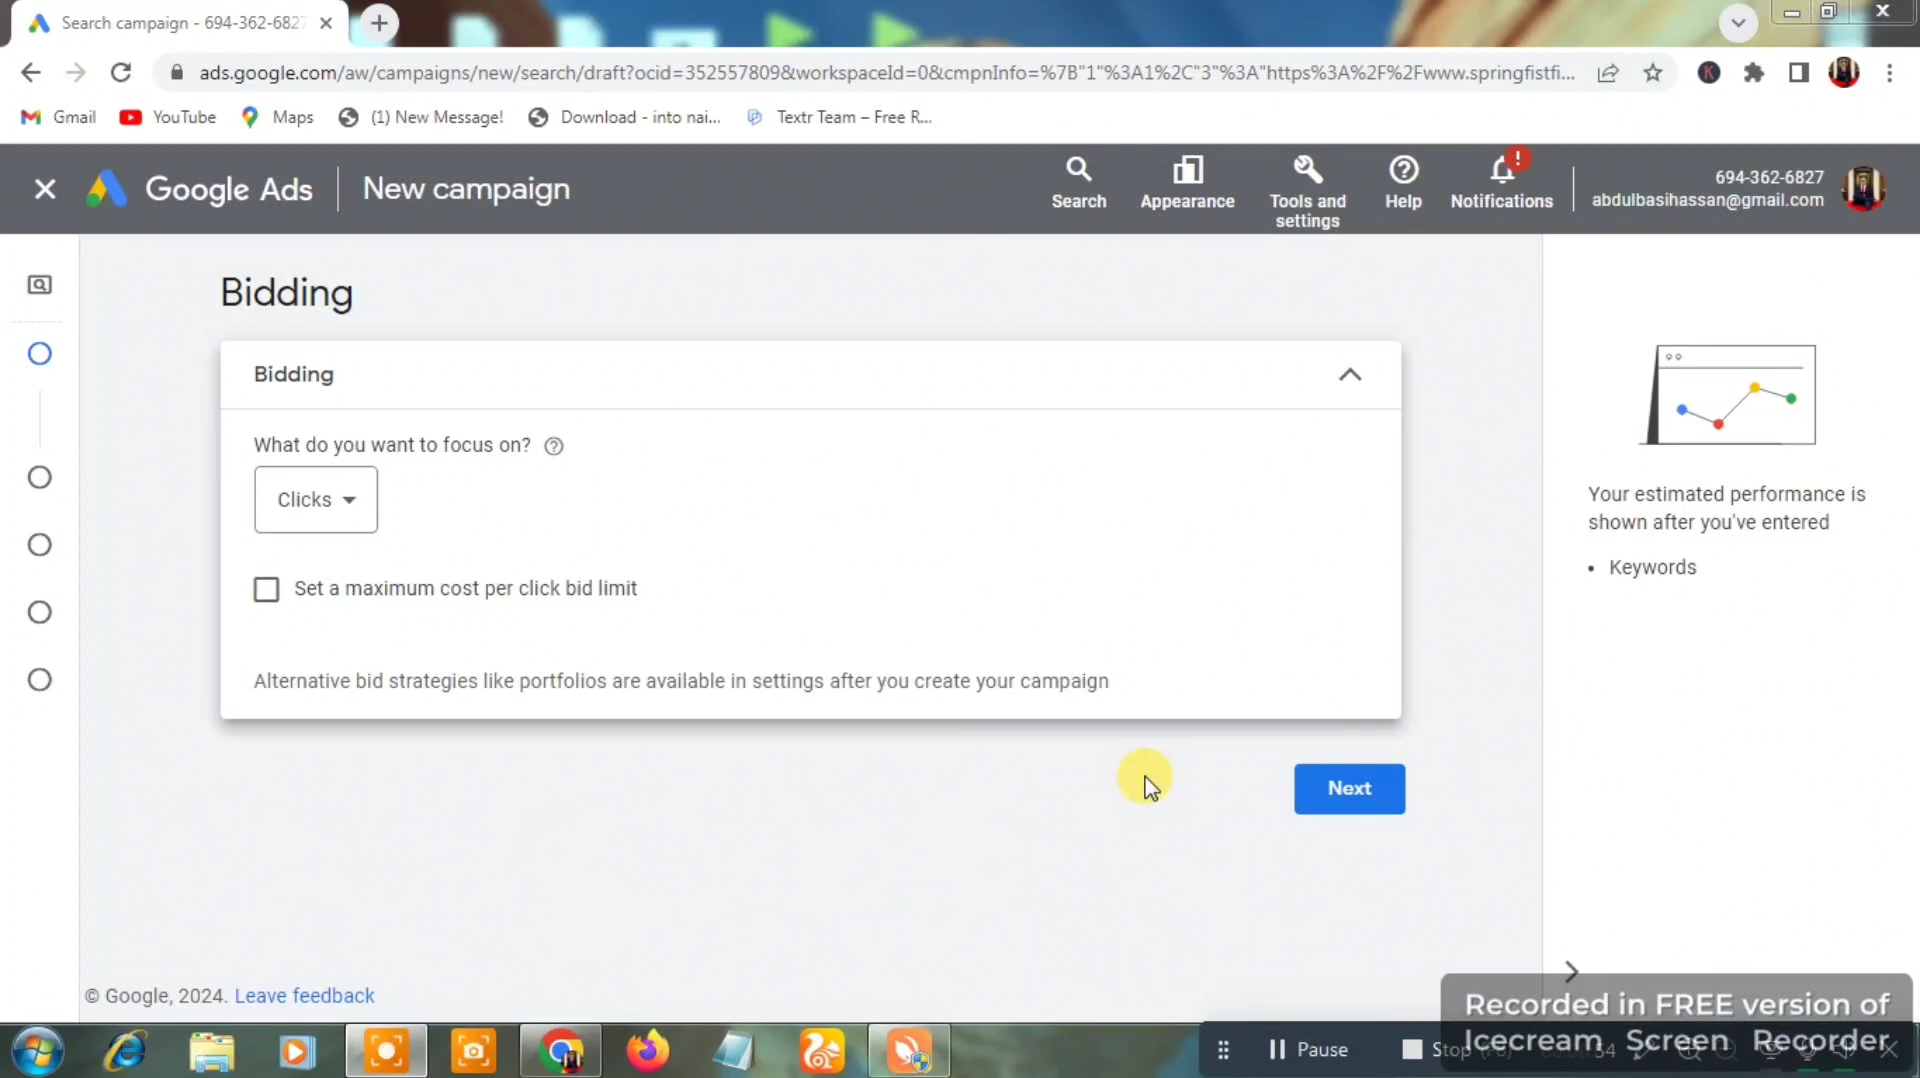 Search campaign - 694-362-6827
ads.google.com/aw/campaigns/new/search/draft?ocid=352557809&workspaceId=0&cmpnInfo=%7B"1"%3A1%2C"3"%3A"https%3A%2F%2Fwww.springfistfi...
Gmail
YouTube
Maps
(1) New Message!
Download - into nai...
Textr Team – Free R...
Google Ads
New campaign
Search
Appearance
Tools and
settings
Help
Notifications
694-362-6827
abdulbasihassan@gmail.com
Bidding
Bidding
What do you want to focus on?
Clicks
Set a maximum cost per click bid limit
Alternative bid strategies like portfolios are available in settings after you create your campaign
Next
Your estimated performance is
shown after you've entered
• Keywords
© Google, 2024. Leave feedback
Recorded in FREE version of
Icecream Screen Recorder
Pause
Stop